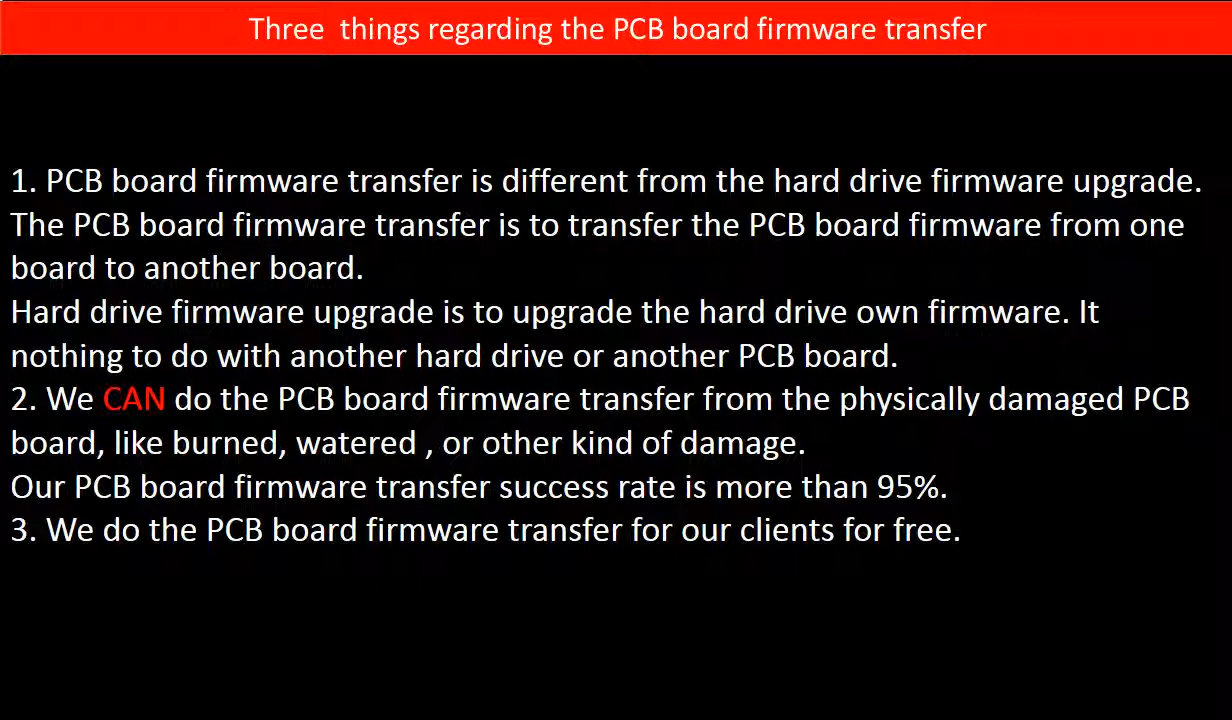 Three  things regarding the PCB board firmware transfer
1. PCB board firmware transfer is different from the hard drive firmware upgrade.
The PCB board firmware transfer is to transfer the PCB board firmware from one
board to another board.
Hard drive firmware upgrade is to upgrade the hard drive own firmware. It
nothing to do with another hard drive or another PCB board.
2. We CAN do the PCB board firmware transfer from the physically damaged PCB
board, like burned, watered , or other kind of damage.
Our PCB board firmware transfer success rate is more than 95%.
3. We do the PCB board firmware transfer for our clients for free.